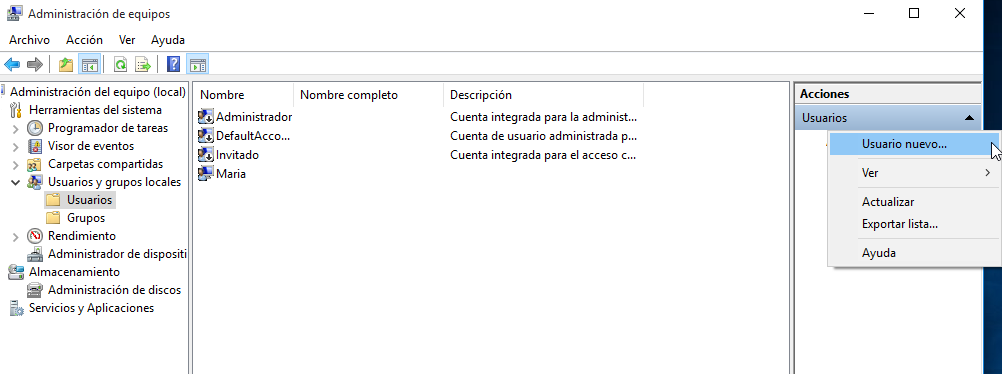 Administración de equipos
Archivo Acción Ver Ayuda
Administración del equipo (local)
Herramientas del sistema
Programador de tareas
Visor de eventos
Carpetas compartidas
Usuarios y grupos locales
Usuarios
Grupos
Rendimiento
Administrador de dispositi
Almacenamiento
Administración de discos
Servicios y Aplicaciones
Nombre Nombre completo Descripción
Administrador Cuenta integrada para la administ...
DefaultAcco... Cuenta de usuario administrada p...
Invitado Cuenta integrada para el acceso c...
Maria
Acciones
Usuarios
Usuario nuevo...
Ver
Actualizar
Exportar lista...
Ayuda